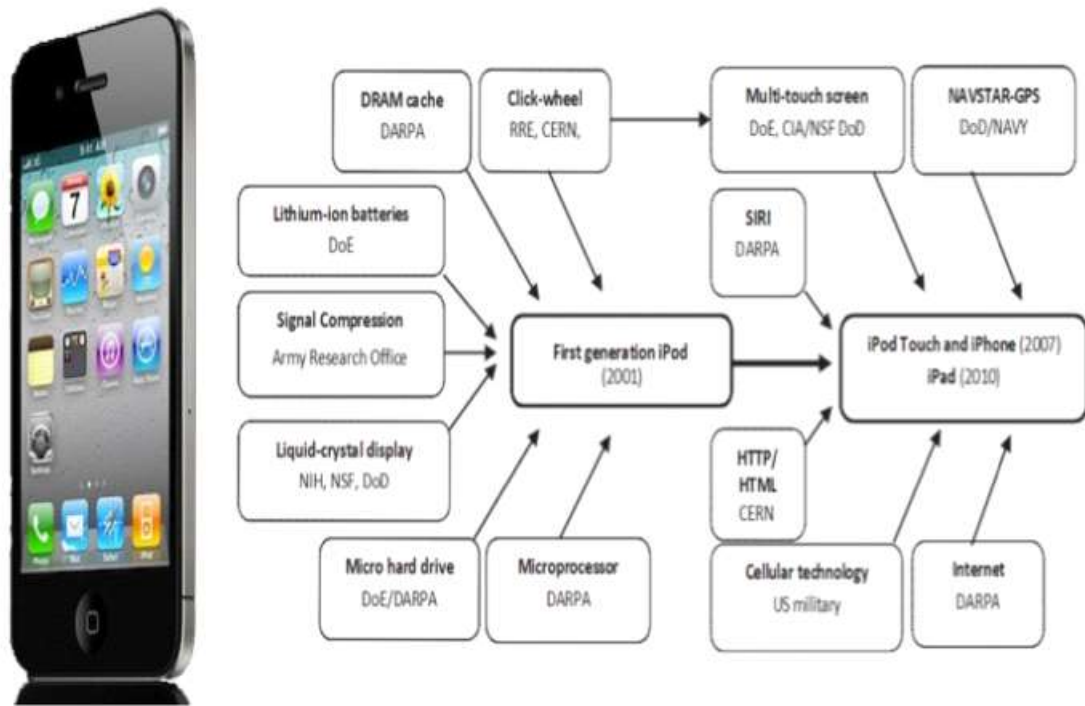 DRAM cache
DARPA
Click-wheel
RRE, CERN,
Multi-touch screen
DoE, CIA/NSF DoD
NAVSTAR-GPS
DoD/NAVY
Lithium-ion batteries
DoE
SIRI
DARPA
Signal Compression
Army Research Office
First generation iPod
(2001)
iPod Touch and iPhone (2007)
iPad (2010)
Liquid-crystal display
NIH, NSF, DoD
HTTP/
HTML
CERN
Micro hard drive
DoE/DARPA
Microprocessor
DARPA
Cellular technology
US military
Internet
DARPA
7